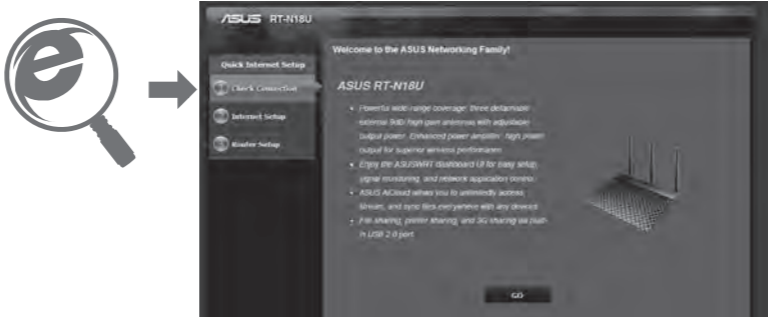 ASUS RT-N18U
Welcome to the ASUS Networking Family!
Quick Internet Setup
Check Connection
Internet Setup
Router Setup
ASUS RT-N18U
• Powerful wide-range coverage: three detachable
external 5dBi high gain antennas with adjustable
output power. Enhanced power amplifier: high power
output for superior wireless performance.
• Enjoy the ASUSWRT dashboard UI for easy setup,
signal monitoring, and network application control.
• ASUS AiCloud allows you to unlimitedly access,
stream, and sync files everywhere with any devices.
• File sharing, printer sharing, and 3G sharing via built-
in USB 2.0 port.
GO